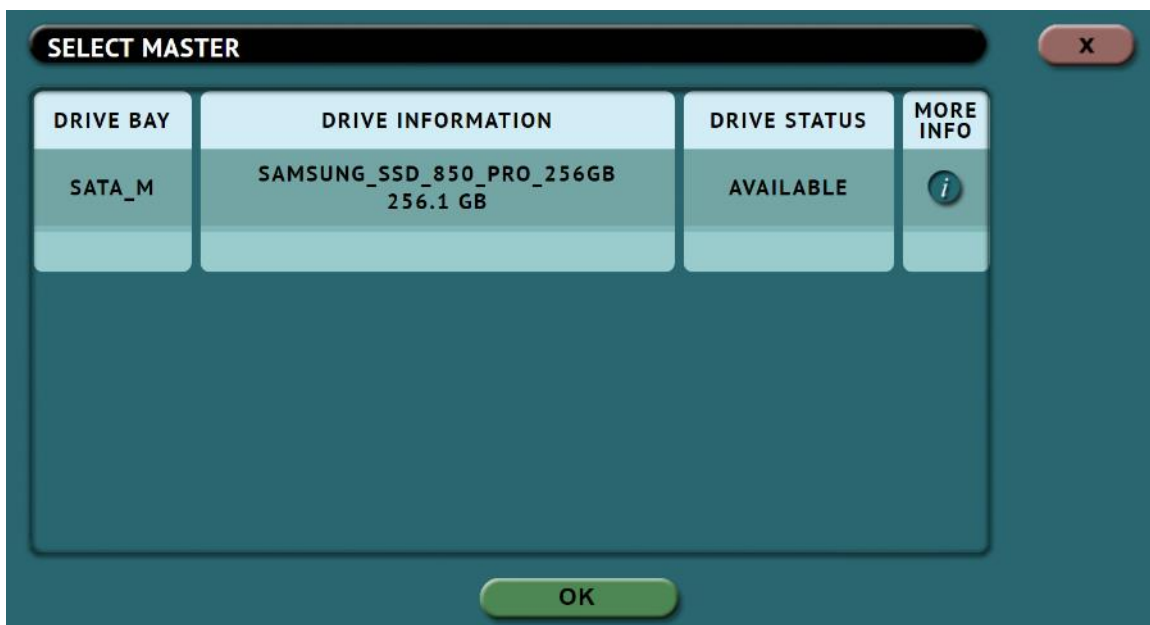 SELECT MASTER
X
DRIVE BAY
DRIVE INFORMATION
DRIVE STATUS
MORE
INFO
SATA_M
SAMSUNG_SSD_850_PRO_256GB
256.1 GB
AVAILABLE
i
OK